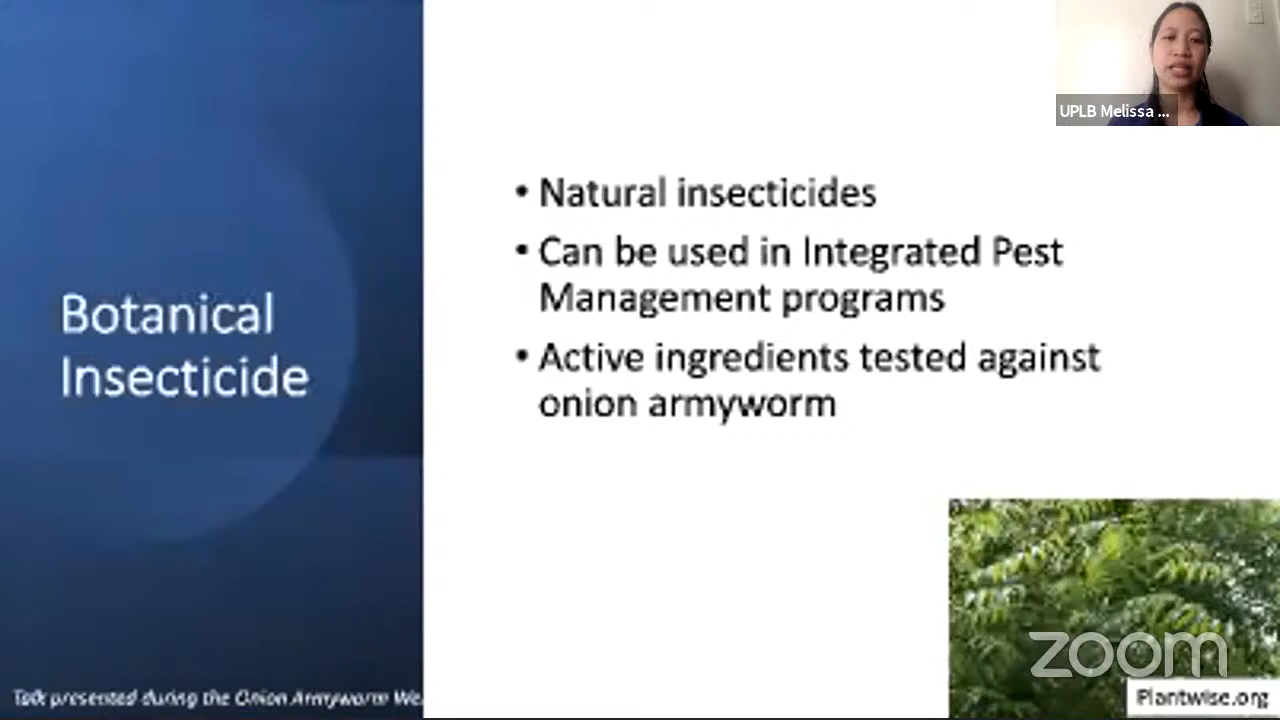 UPLB Melissa ...
Botanical
Insecticide
• Natural insecticides
• Can be used in Integrated Pest
Management programs
• Active ingredients tested against
onion armyworm
zoom
Plantwise.org
Talk presented during the Onion Armyworm We